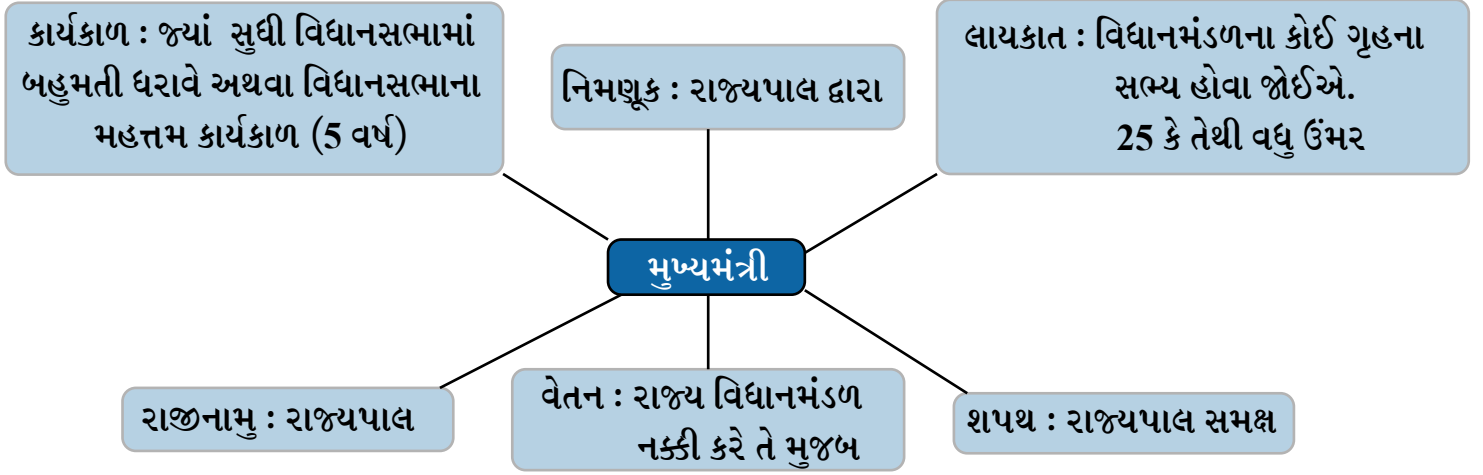 કાર્યકાળ : જ્યાં સુધી વિધાનસભામાં
બહુમતી ધરાવે અથવા વિધાનસભાના
મહત્તમ કાર્યકાળ (5 વર્ષ)
નિમણૂક : રાજ્યપાલ દ્વારા
લાયકાત : વિધાનમંડળના કોઈ ગૃહના
સભ્ય હોવા જોઈએ.
25 કે તેથી વધુ ઉંમર
મુખ્યમંત્રી
રાજીનામુ : રાજ્યપાલ
વેતન : રાજ્ય વિધાનમંડળ
નક્કી કરે તે મુજબ
શપથ : રાજ્યપાલ સમક્ષ